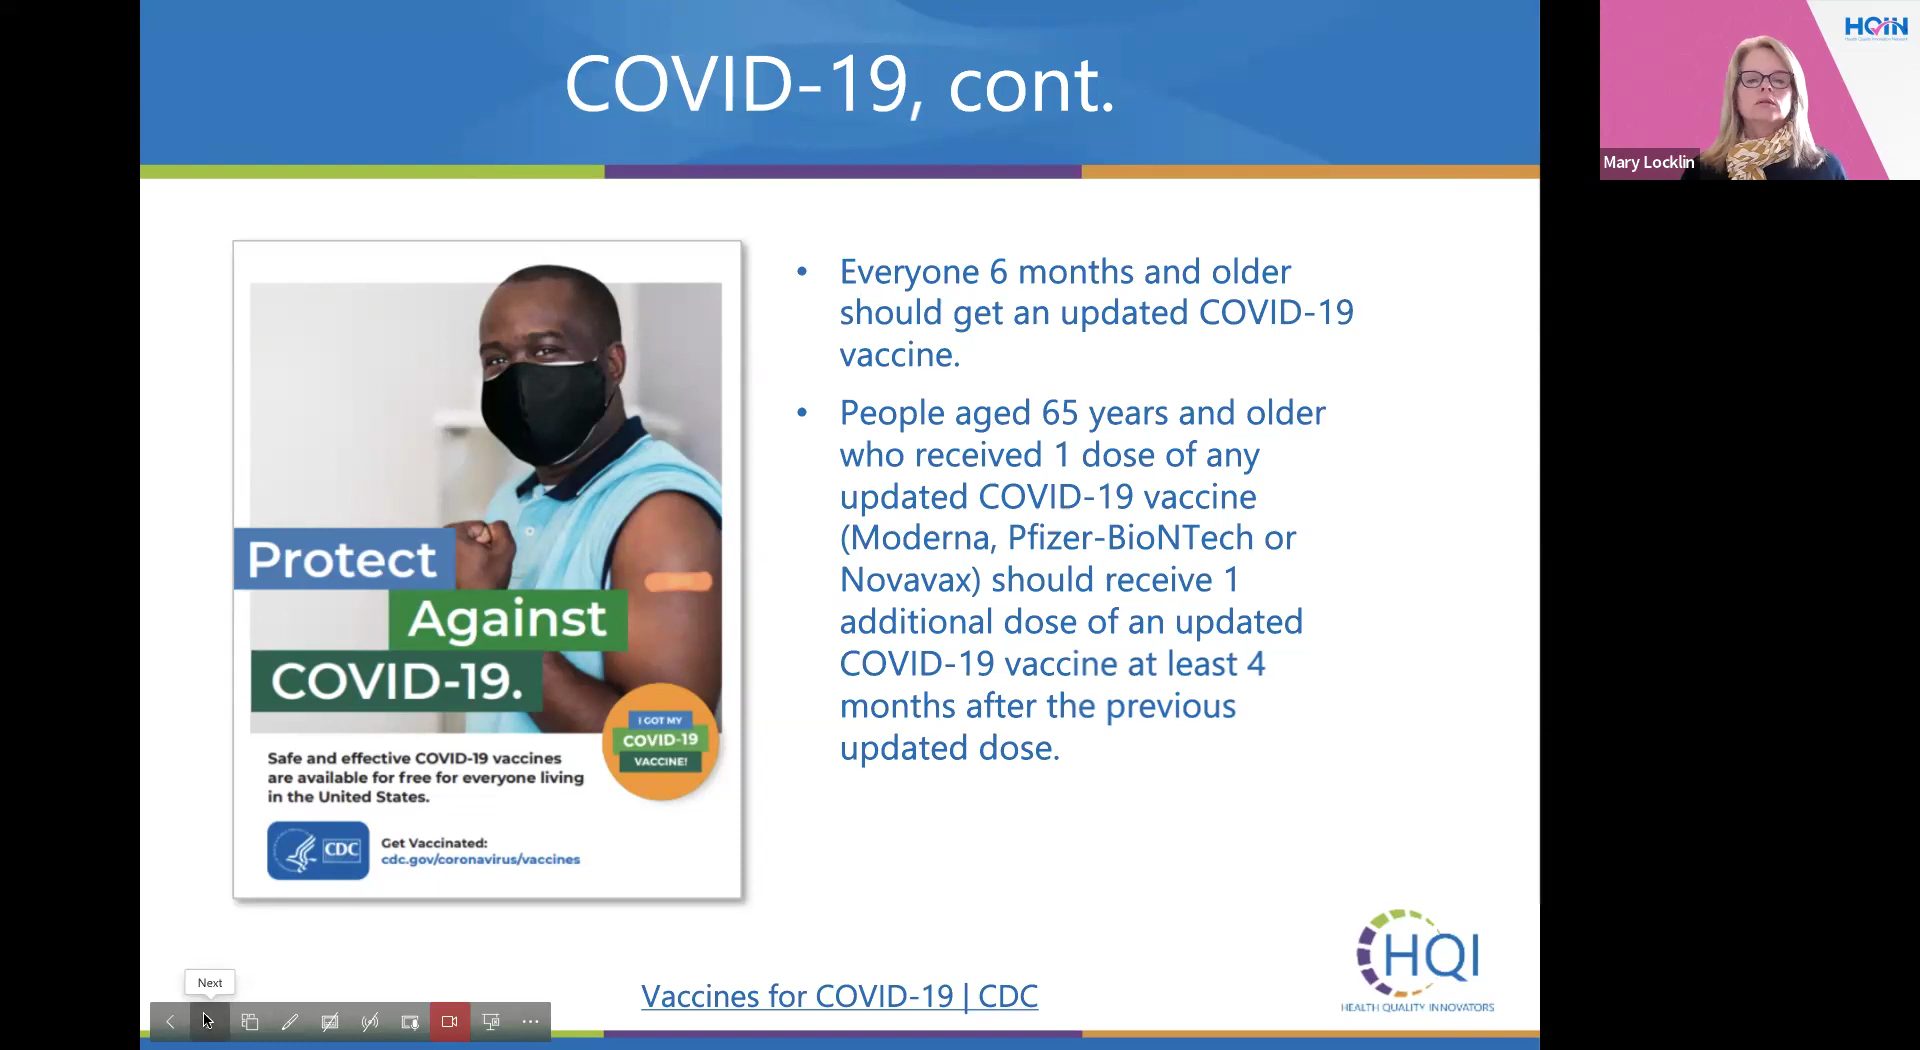 COVID-19, cont.
HQIN
Mary Locklin
Protect
Against
COVID-19.
I GOT MY
COVID-19
VACCINE!
Safe and effective COVID-19 vaccines
are available for free for everyone living
in the United States.
CDC
Get Vaccinated:
cdc.gov/coronavirus/vaccines
• Everyone 6 months and older
should get an updated COVID-19
vaccine.
• People aged 65 years and older
who received 1 dose of any
updated COVID-19 vaccine
(Moderna, Pfizer-BioNTech or
Novavax) should receive 1
additional dose of an updated
COVID-19 vaccine at least 4
months after the previous
updated dose.
HQI
HEALTH QUALITY INNOVATORS
Vaccines for COVID-19 | CDC
Next